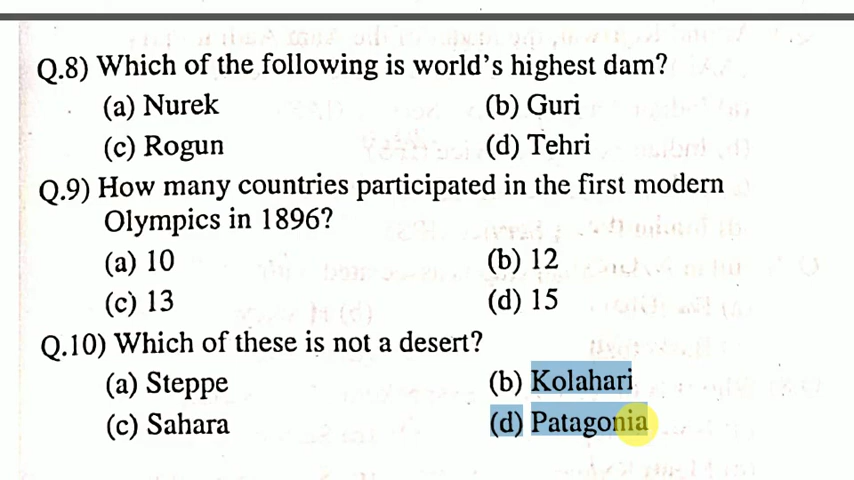 Q.8) Which of the following is world's highest dam?
(a) Nurek (b) Guri
(c) Rogun (d) Tehri
Q.9) How many countries participated in the first modern
Olympics in 1896?
(a) 10 (b) 12
(c) 13 (d) 15
Q.10) Which of these is not a desert?
(a) Steppe (b) Kolahari
(c) Sahara (d) Patagonia